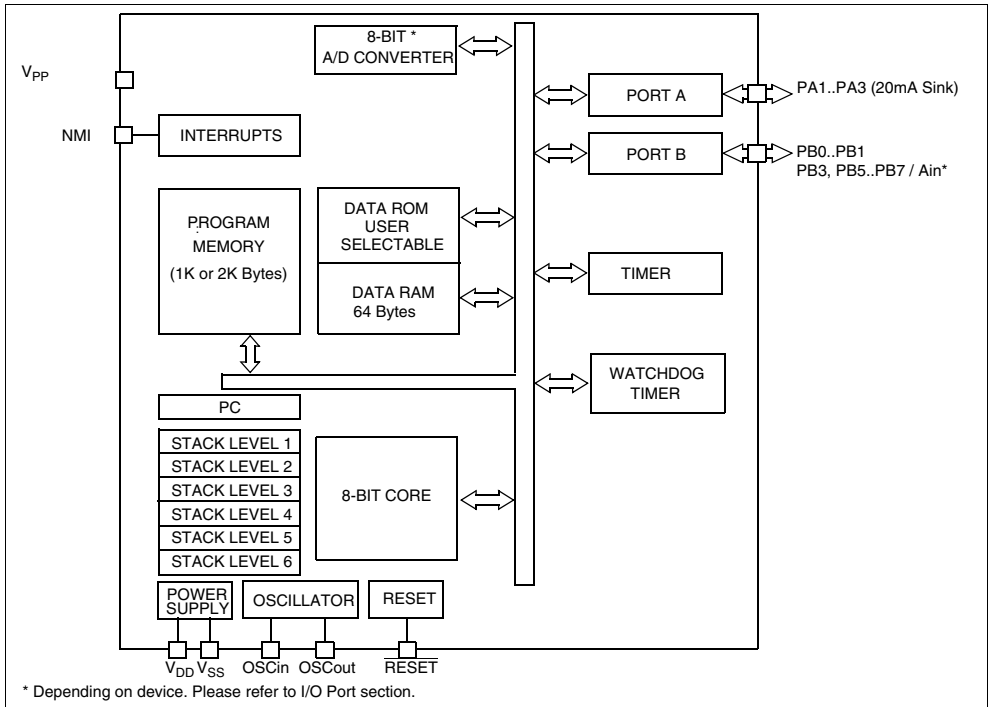 8-BIT *
A/D CONVERTER
V_PP
NMI
INTERRUPTS
PORT A
PA1..PA3 (20mA Sink)
PORT B
PB0..PB1
PB3, PB5..PB7 / Ain*
PROGRAM
MEMORY
(1K or 2K Bytes)
DATA ROM
USER
SELECTABLE
DATA RAM
64 Bytes
TIMER
WATCHDOG
TIMER
PC
STACK LEVEL 1
STACK LEVEL 2
STACK LEVEL 3
STACK LEVEL 4
STACK LEVEL 5
STACK LEVEL 6
8-BIT CORE
POWER
SUPPLY
OSCILLATOR
RESET
V_DD V_SS OSCin OSCout RESET
* Depending on device. Please refer to I/O Port section.